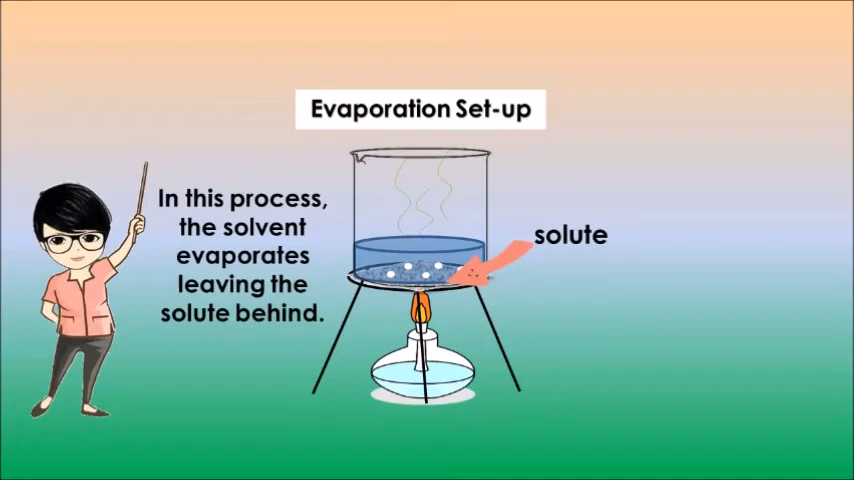 Evaporation Set-up
In this process,
the solvent
evaporates
leaving the
solute behind.
solute